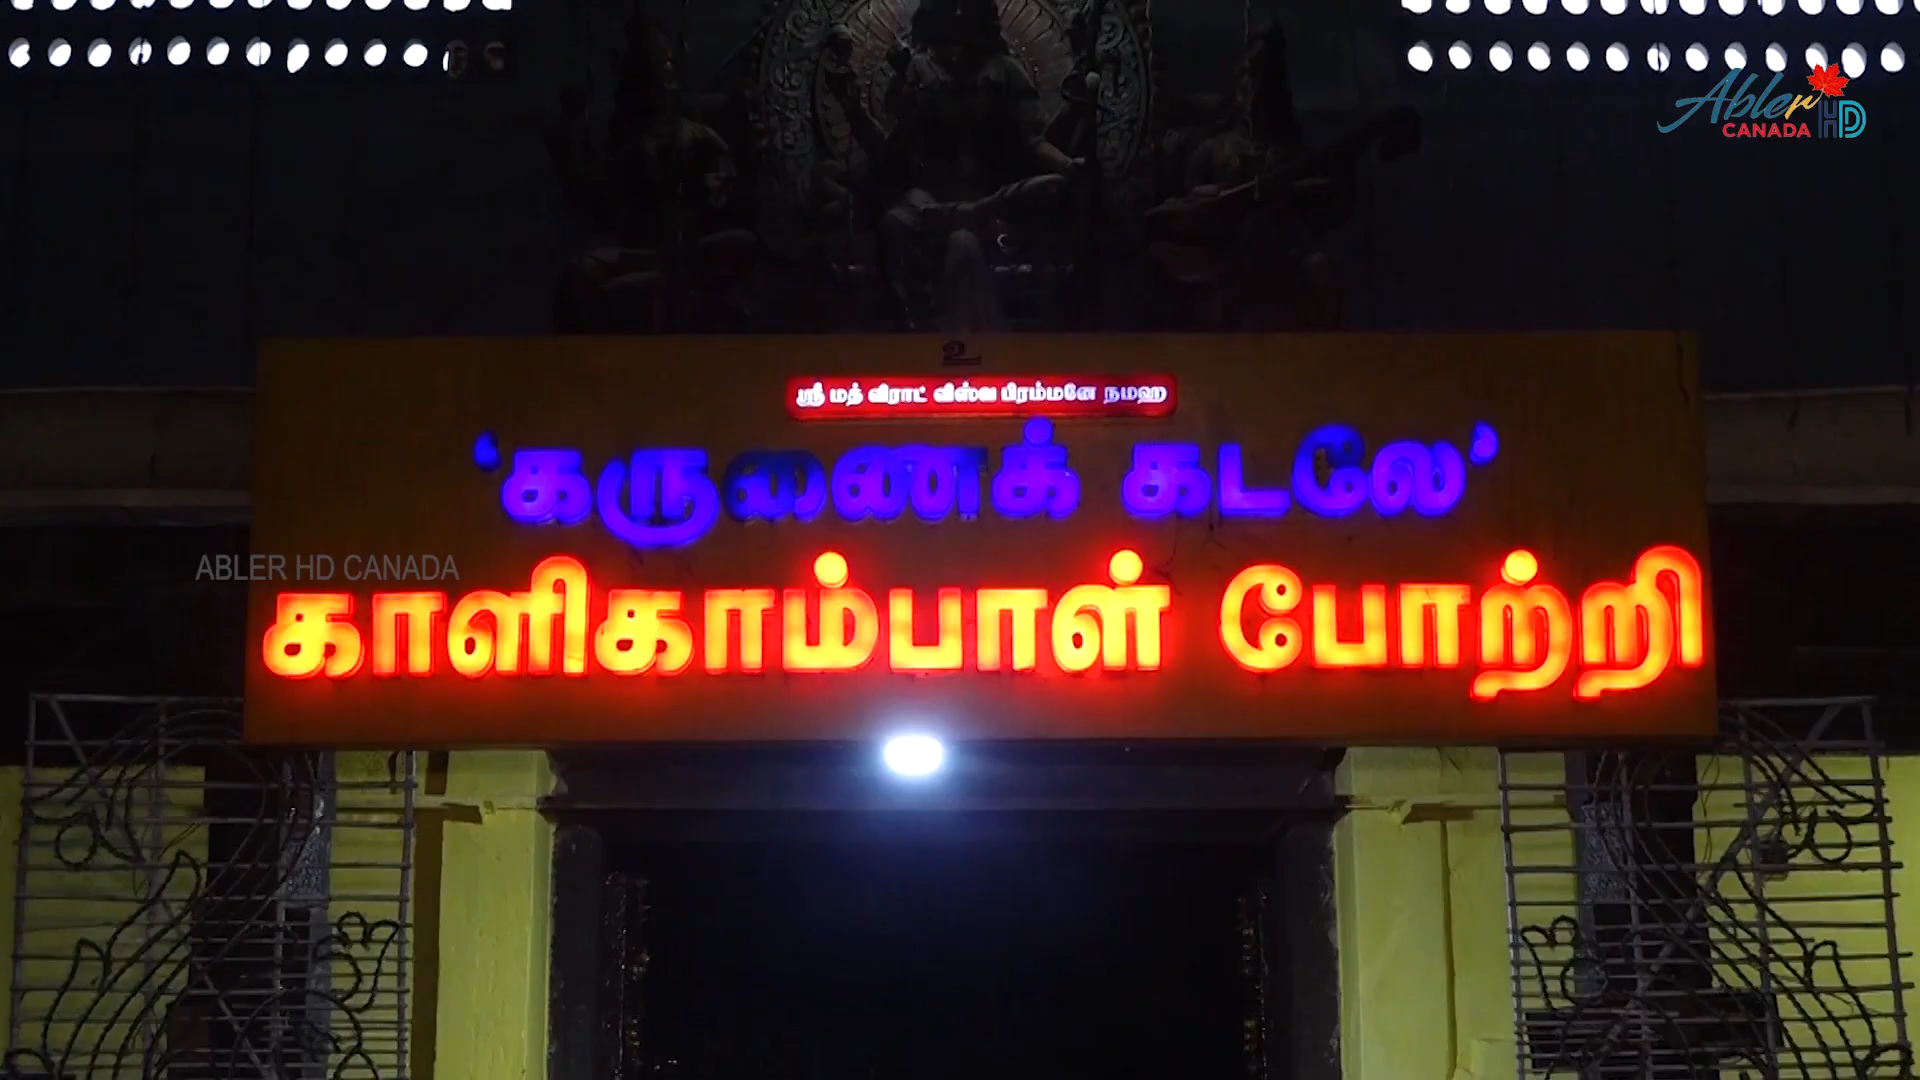 Abler
CANADA HD
உ
ஸ்ரீ மத் விராட் விஸ்வ பிரம்மனே நமஹ
‘கருணைக் கடலே’
ABLER HD CANADA
காளிகாம்பாள் போற்றி